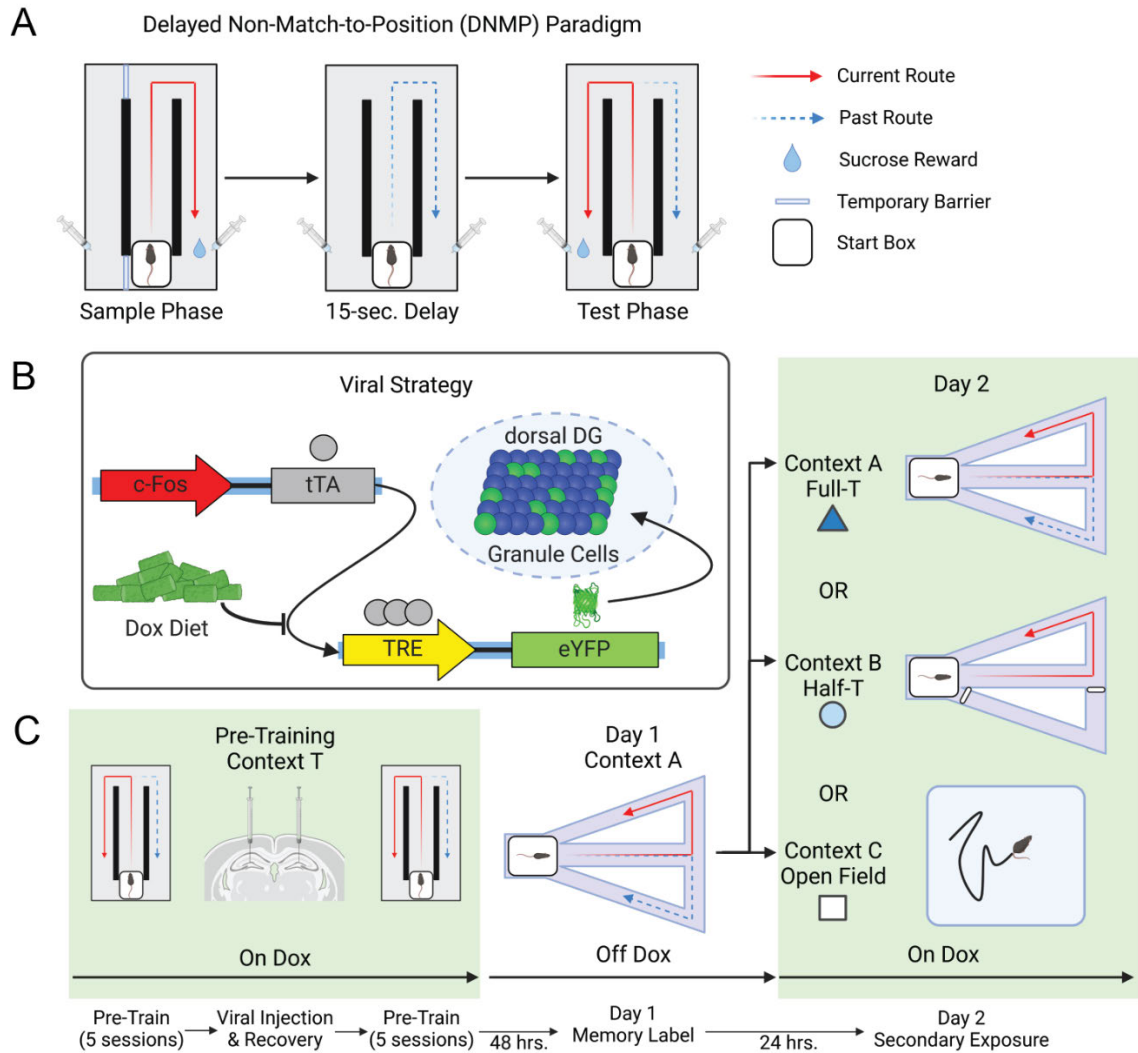 A
Delayed Non-Match-to-Position (DNMP) Paradigm
Sample Phase
15-sec. Delay
Test Phase
Current Route
Past Route
Sucrose Reward
Temporary Barrier
Start Box
B
Viral Strategy
c-Fos
tTA
dorsal DG
Granule Cells
Dox Diet
TRE
eYFP
Day 2
Context A
Full-T
OR
Context B
Half-T
OR
Context C
Open Field
On Dox
C
Pre-Training
Context T
On Dox
Day 1
Context A
Off Dox
Pre-Train
(5 sessions)
Viral Injection
& Recovery
Pre-Train
(5 sessions)
48 hrs.
Day 1
Memory Label
24 hrs.
Day 2
Secondary Exposure